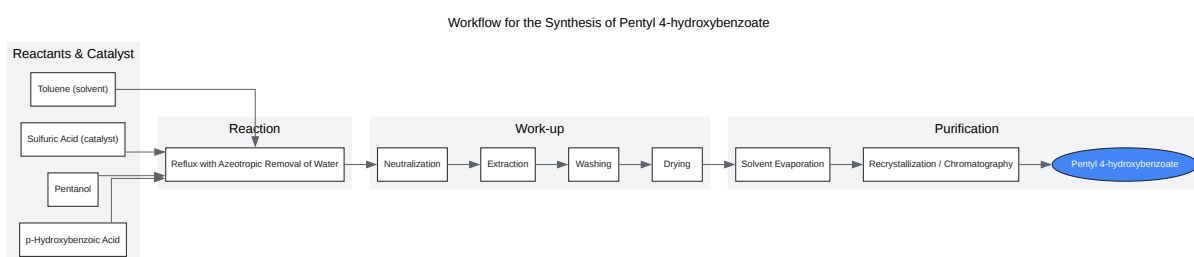 Workflow for the Synthesis of Pentyl 4-hydroxybenzoate
Reactants & Catalyst
Toluene (solvent)
Sulfuric Acid (catalyst)
Pentanol
p-Hydroxybenzoic Acid
Reaction
Reflux with Azeotropic Removal of Water
Work-up
Neutralization
Extraction
Washing
Drying
Purification
Solvent Evaporation
Recrystallization / Chromatography
Pentyl 4-hydroxybenzoate